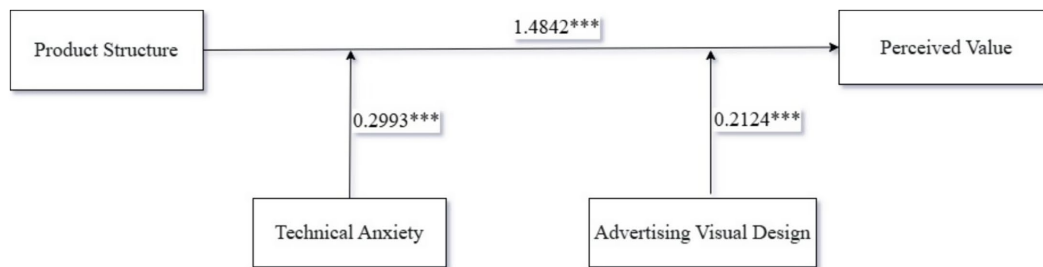 1.4842***
Product Structure
Perceived Value
0.2993***
0.2124***
Technical Anxiety
Advertising Visual Design